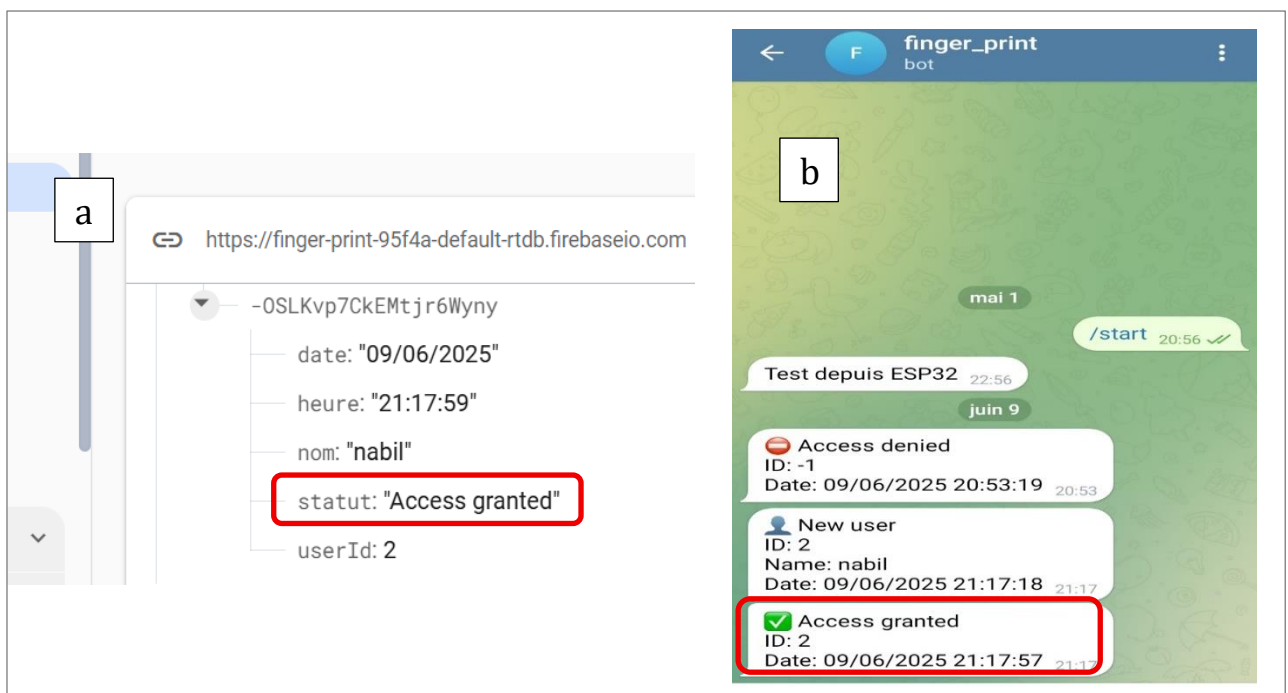 a
https://finger-print-95f4a-default-rtdb.firebaseio.com
-OSLKvp7CkEMtjr6Wyny
date: "09/06/2025"
heure: "21:17:59"
nom: "nabil"
statut: "Access granted"
userId: 2
F
finger_print
bot
b
mai 1
/start 20:56
Test depuis ESP32 22:56
juin 9
Access denied
ID: -1
Date: 09/06/2025 20:53:19 20:53
New user
ID: 2
Name: nabil
Date: 09/06/2025 21:17:18 21:17
Access granted
ID: 2
Date: 09/06/2025 21:17:57 21:17